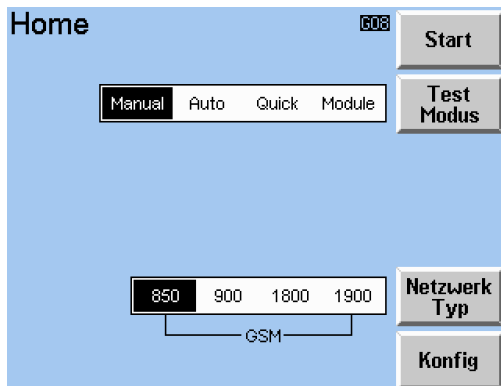 Home
G08
Start
Manual Auto Quick Module
Test
Modus
850 900 1800 1900
GSM
Netzwerk
Typ
Konfig